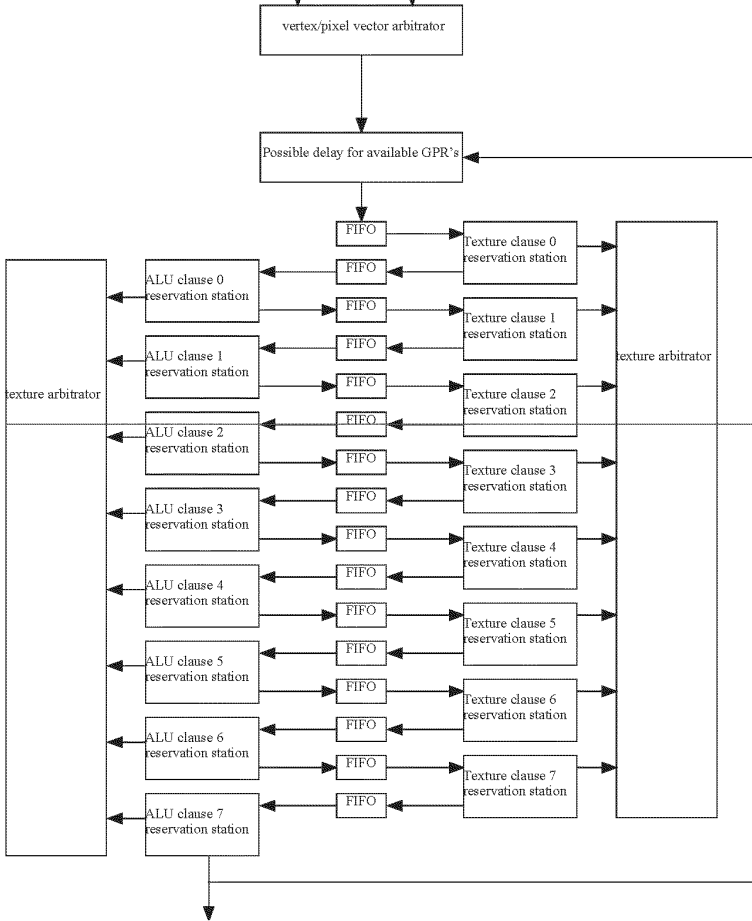 vertex/pixel vector arbitrator
Possible delay for available GPR's
FIFO
Texture clause 0
reservation station
FIFO
ALU clause 0
reservation station
FIFO
Texture clause 1
reservation station
FIFO
ALU clause 1
reservation station
texture arbitrator
texture arbitrator
FIFO
Texture clause 2
reservation station
FIFO
ALU clause 2
reservation station
FIFO
Texture clause 3
reservation station
FIFO
ALU clause 3
reservation station
FIFO
Texture clause 4
reservation station
FIFO
ALU clause 4
reservation station
FIFO
Texture clause 5
reservation station
FIFO
ALU clause 5
reservation station
FIFO
Texture clause 6
reservation station
FIFO
ALU clause 6
reservation station
FIFO
Texture clause 7
reservation station
FIFO
ALU clause 7
reservation station